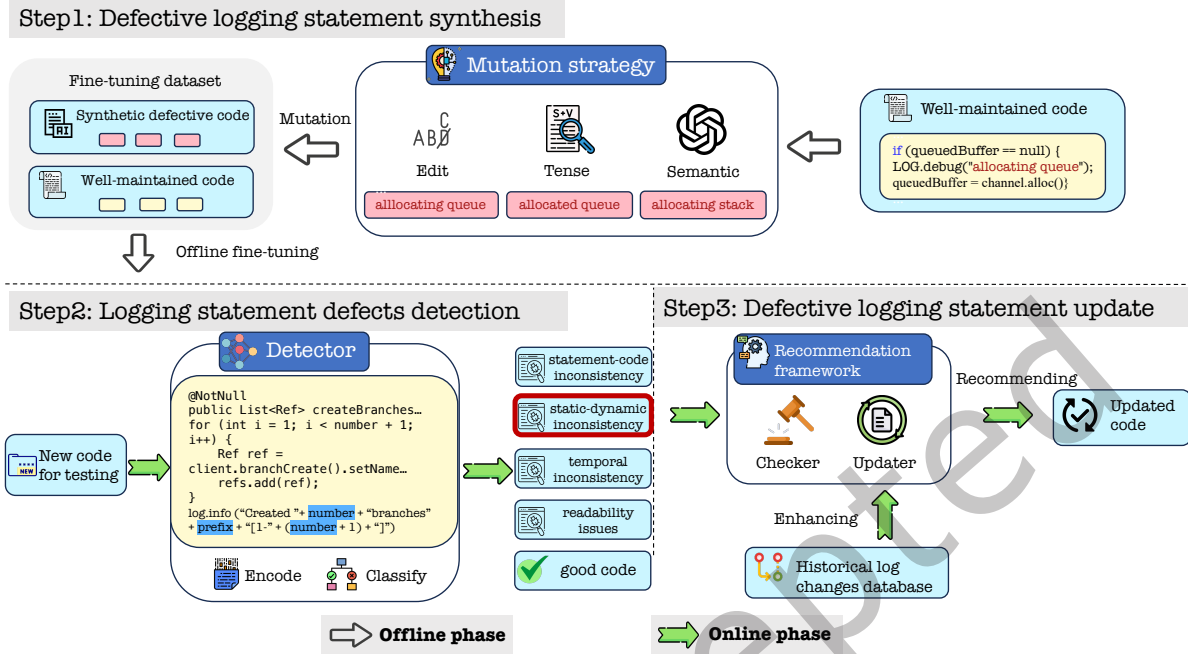 Step1: Defective logging statement synthesis
Fine-tuning dataset
Synthetic defective code
AI
Well-maintained code
Mutation
Mutation strategy
C
ABD
Edit
S+V
Tense
Semantic
...
alllocating queue
allocated queue
allocating stack
Well-maintained code
if (queuedBuffer == null) {
LOG.debug("allocating queue");
queuedBuffer = channel.alloc()}
Offline fine-tuning
Step2: Logging statement defects detection
NEW
New code
for testing
Detector
@NotNull
public List<Ref> createBranches…
for (int i = 1; i < number + 1;
i++) {
Ref ref =
client.branchCreate().setName…
refs.add(ref);
}
log.info (“Created ”+ number + “branches”
+ prefix + “[1-” + (number + 1) + “]”)
Encode
Classify
statement-code
inconsistency
static-dynamic
inconsistency
temporal
inconsistency
readability
issues
good code
Step3: Defective logging statement update
Recommendation
framework
Checker
Updater
Recommending
Updated
code
Enhancing
Historical log
changes database
Offline phase
Online phase
epted